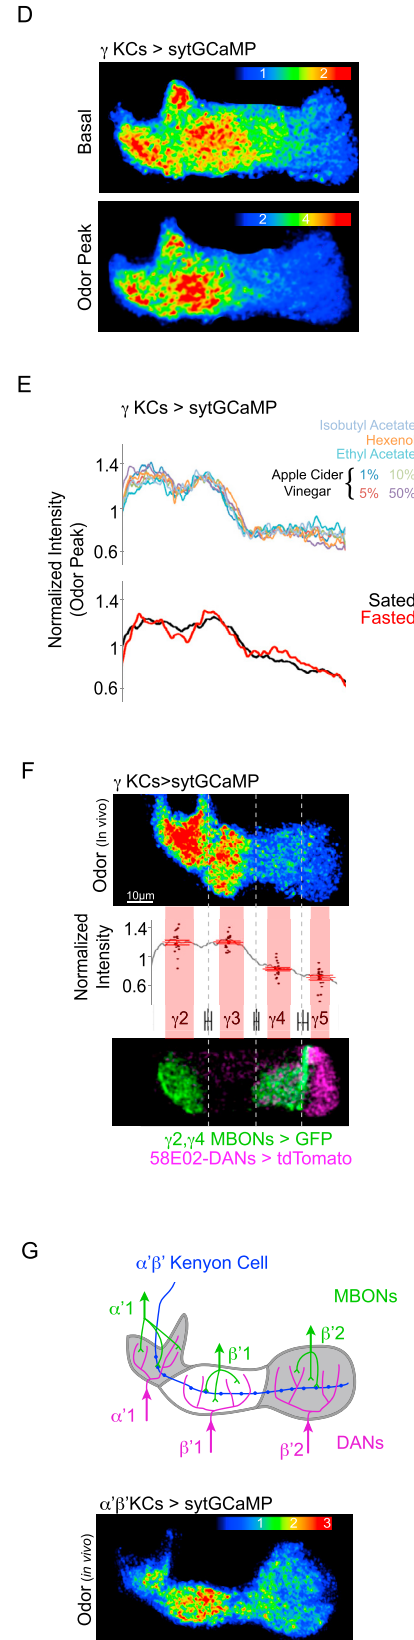 D
γ KCs > sytGCaMP
1 2
Basal
2 4
Odor Peak
E
γ KCs > sytGCaMP
Isobutyl Acetate
Hexenol
Ethyl Acetate
Apple Cider Vinegar { 1% 10%
5% 50%
1.4
1
0.6
Normalized Intensity
(Odor Peak)
Sated
Fasted
1.4
1
0.6
F
γ KCs>sytGCaMP
Odor (In vivo)
10μm
Normalized
Intensity
1.4
1
0.6
γ2 γ3 γ4 γ5
γ2,γ4 MBONs > GFP
58E02-DANs > tdTomato
G
α'β' Kenyon Cell
α'1
MBONs
β'1
β'2
α'1
β'1
β'2
DANs
α'β'KCs > sytGCaMP
1 2 3
Odor (in vivo)